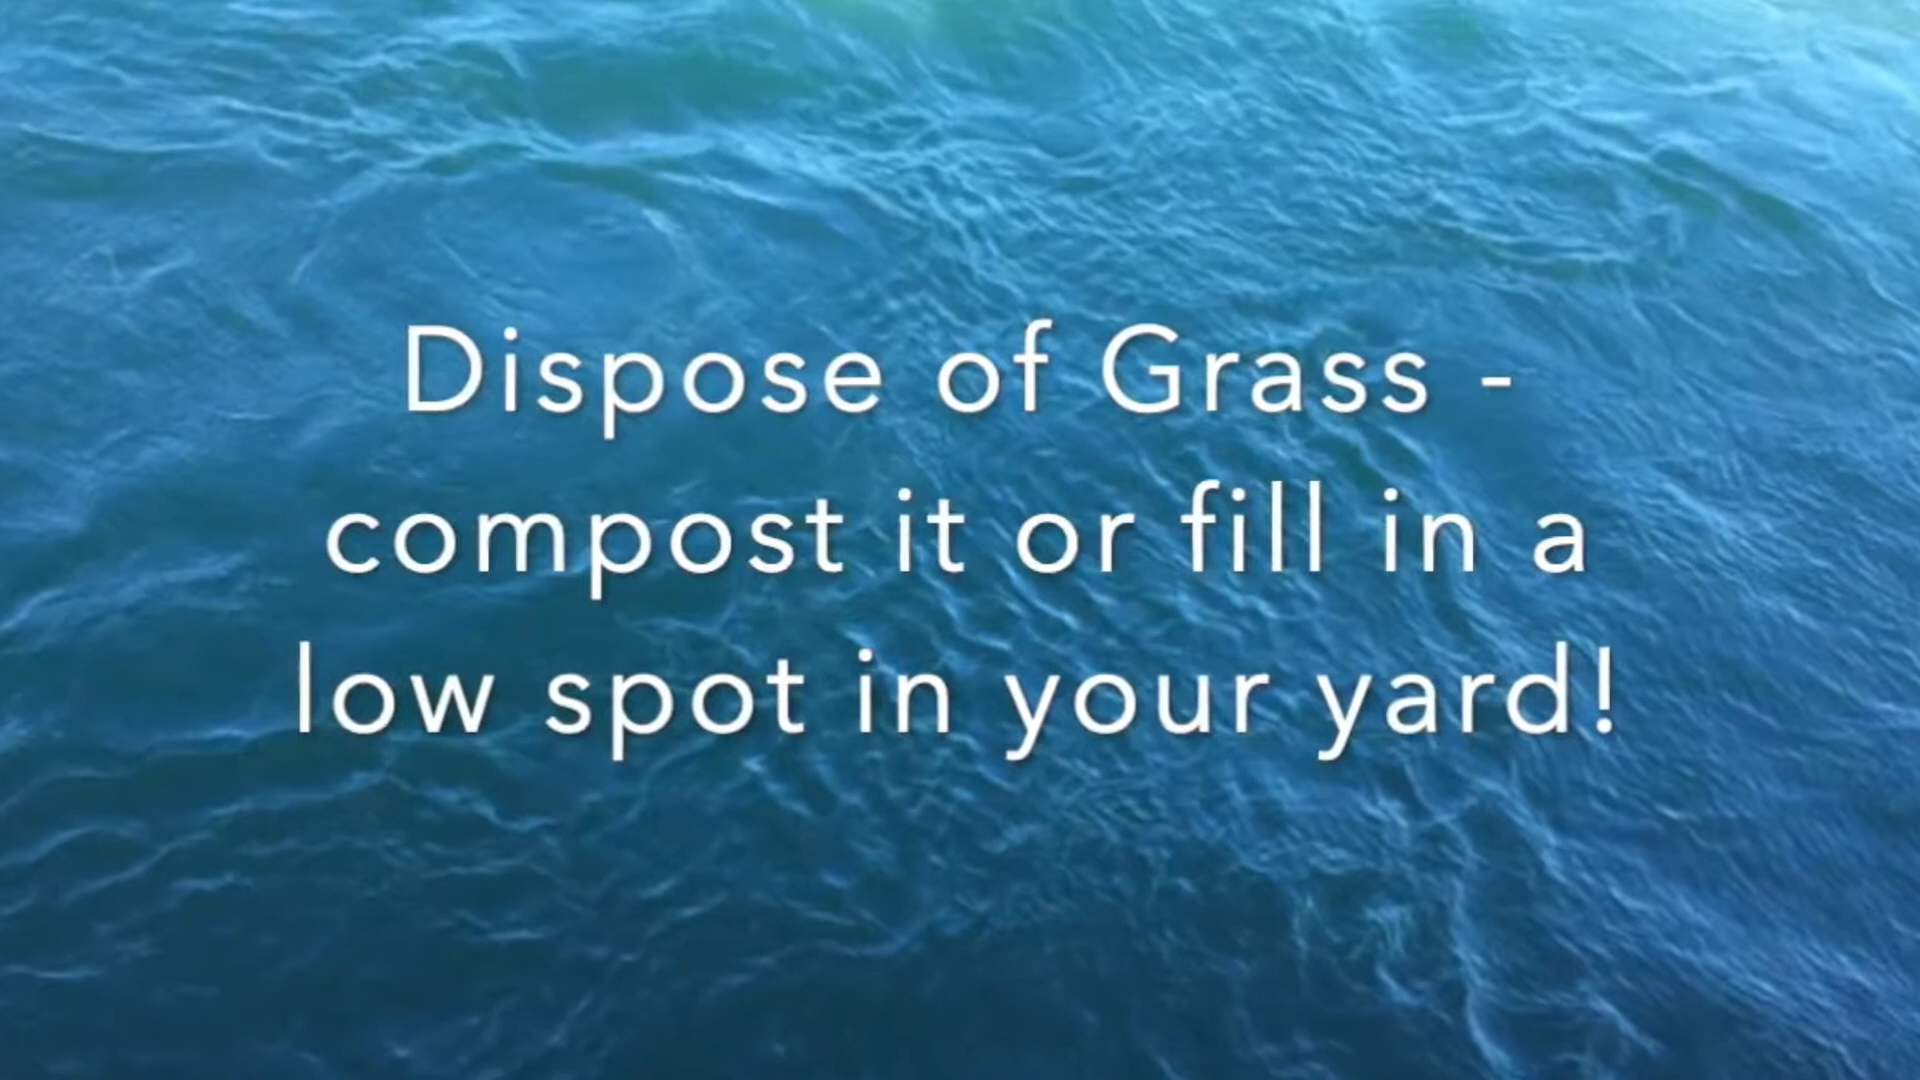 Dispose of Grass -
compost it or fill in a
low spot in your yard!